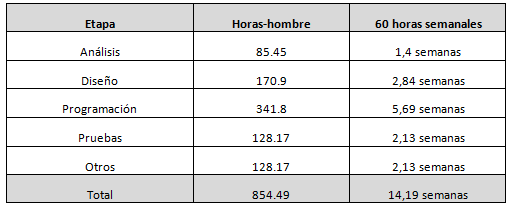 Etapa Horas-hombre 60 horas semanales
Análisis 85.45 1,4 semanas
Diseño 170.9 2,84 semanas
Programación 341.8 5,69 semanas
Pruebas 128.17 2,13 semanas
Otros 128.17 2,13 semanas
Total 854.49 14,19 semanas